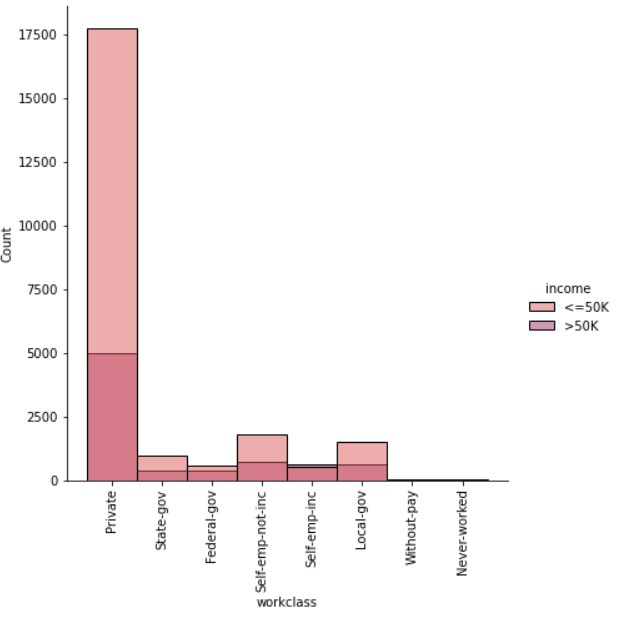 17500
15000
12500
10000
7500
5000
2500
0
Count
Private
State-gov
Federal-gov
Self-emp-not-inc
Self-emp-inc
Local-gov
Without-pay
Never-worked
workclass
income
<=50K
>50K